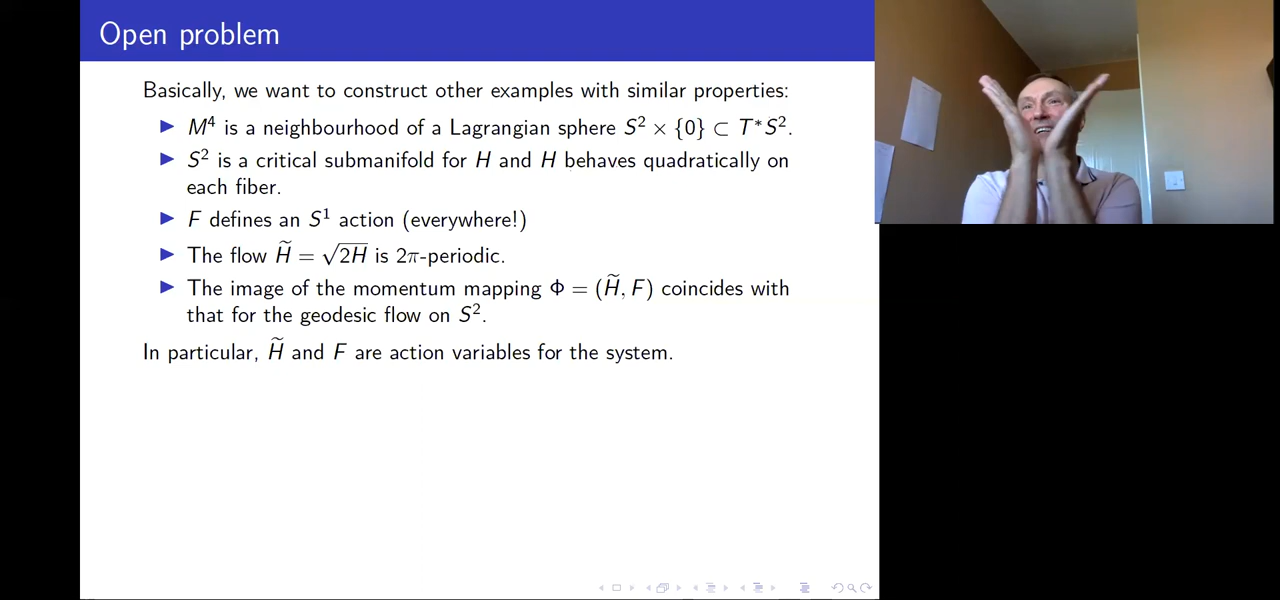 Open problem
Basically, we want to construct other examples with similar properties:
▶ M⁴ is a neighbourhood of a Lagrangian sphere S² × {0} ⊂ T*S².
▶ S² is a critical submanifold for H and H behaves quadratically on
each fiber.
▶ F defines an S¹ action (everywhere!)
▶ The flow H̃ = √2H is 2π-periodic.
▶ The image of the momentum mapping Φ = (H̃, F) coincides with
that for the geodesic flow on S².
In particular, H̃ and F are action variables for the system.